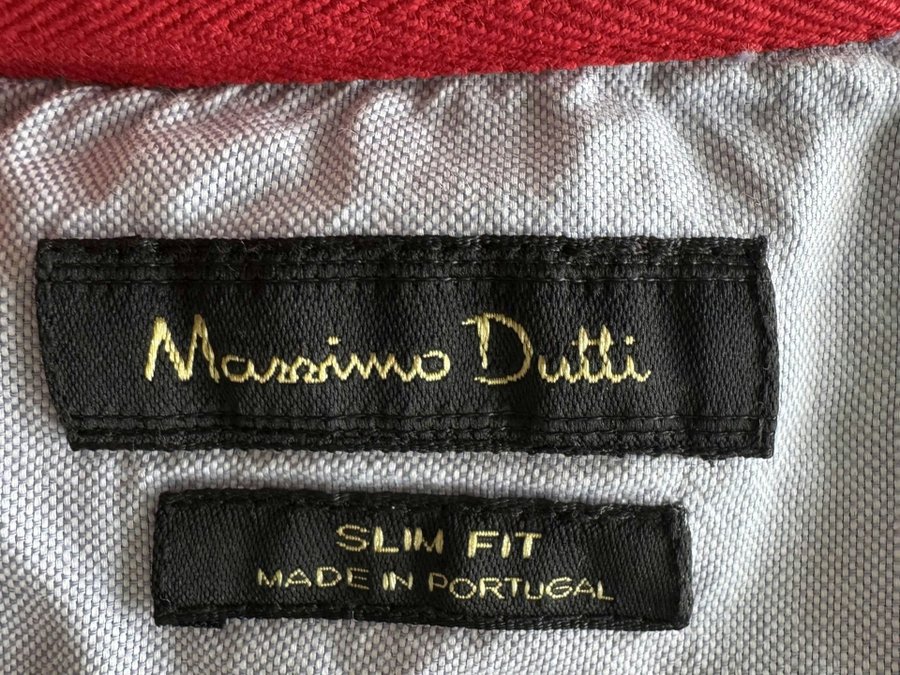 Massimo Dutti
SLIM FIT
MADE IN PORTUGAL